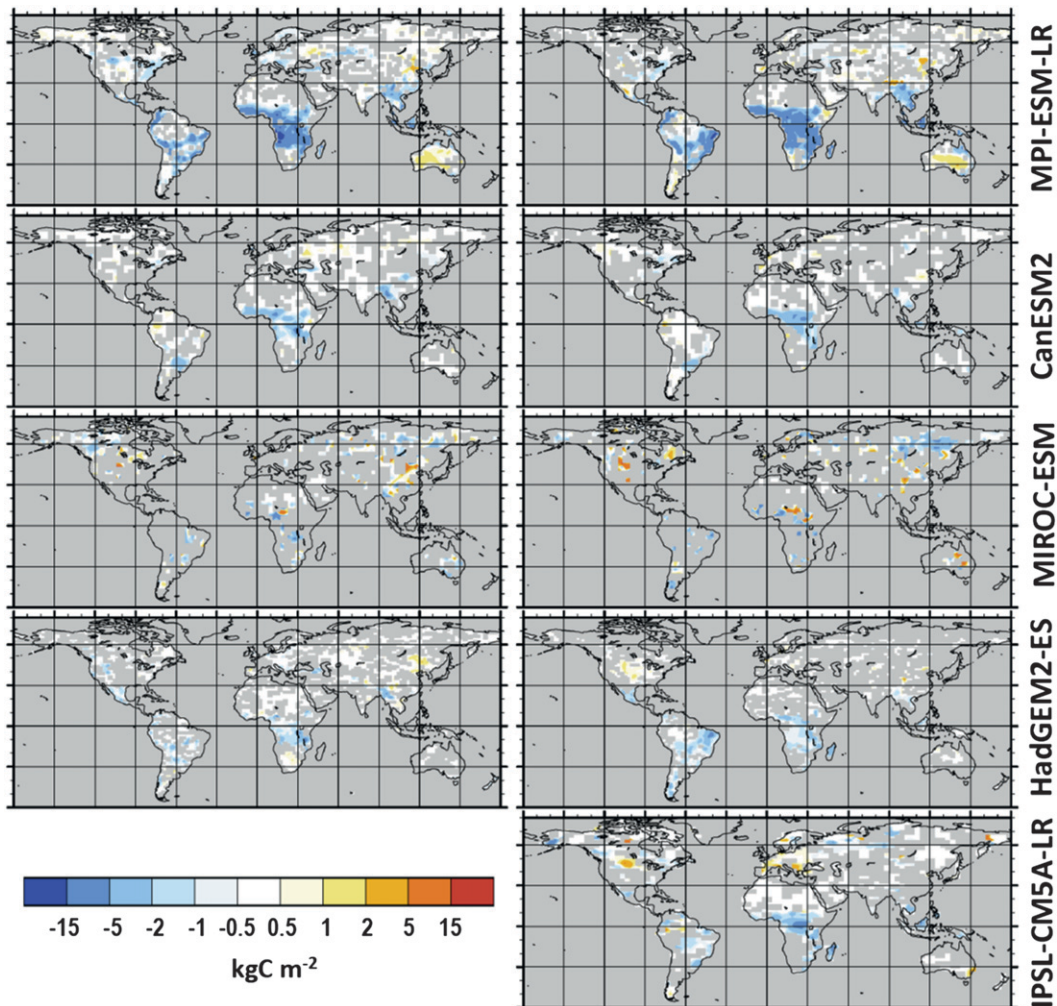 MPI-ESM-LR
CanESM2
MIROC-ESM
HadGEM2-ES
IPSL-CM5A-LR
-15 -5 -2 -1 -0.5 0.5 1 2 5 15
kgC m-2